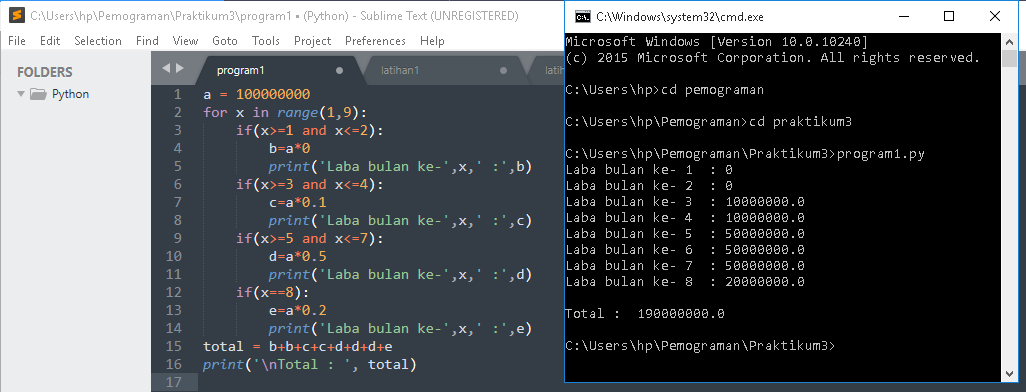 C:\Users\hp\Pemograman\Praktikum3\program1 • (Python) - Sublime Text (UNREGISTERED)
File Edit Selection Find View Goto Tools Project Preferences Help
FOLDERS
Python
program1
latihan1
latih
1 a = 100000000
2 for x in range(1,9):
3 if(x>=1 and x<=2):
4 b=a*0
5 print('Laba bulan ke-',x,' :',b)
6 if(x>=3 and x<=4):
7 c=a*0.1
8 print('Laba bulan ke-',x,' :',c)
9 if(x>=5 and x<=7):
10 d=a*0.5
11 print('Laba bulan ke-',x,' :',d)
12 if(x==8):
13 e=a*0.2
14 print('Laba bulan ke-',x,' :',e)
15 total = b+b+c+c+d+d+d+e
16 print('\nTotal : ', total)
17
C:\Windows\system32\cmd.exe
Microsoft Windows [Version 10.0.10240]
(c) 2015 Microsoft Corporation. All rights reserved.
C:\Users\hp>cd pemograman
C:\Users\hp\Pemograman>cd praktikum3
C:\Users\hp\Pemograman\Praktikum3>program1.py
Laba bulan ke- 1  : 0
Laba bulan ke- 2  : 0
Laba bulan ke- 3  : 10000000.0
Laba bulan ke- 4  : 10000000.0
Laba bulan ke- 5  : 50000000.0
Laba bulan ke- 6  : 50000000.0
Laba bulan ke- 7  : 50000000.0
Laba bulan ke- 8  : 20000000.0
Total :  190000000.0
C:\Users\hp\Pemograman\Praktikum3>